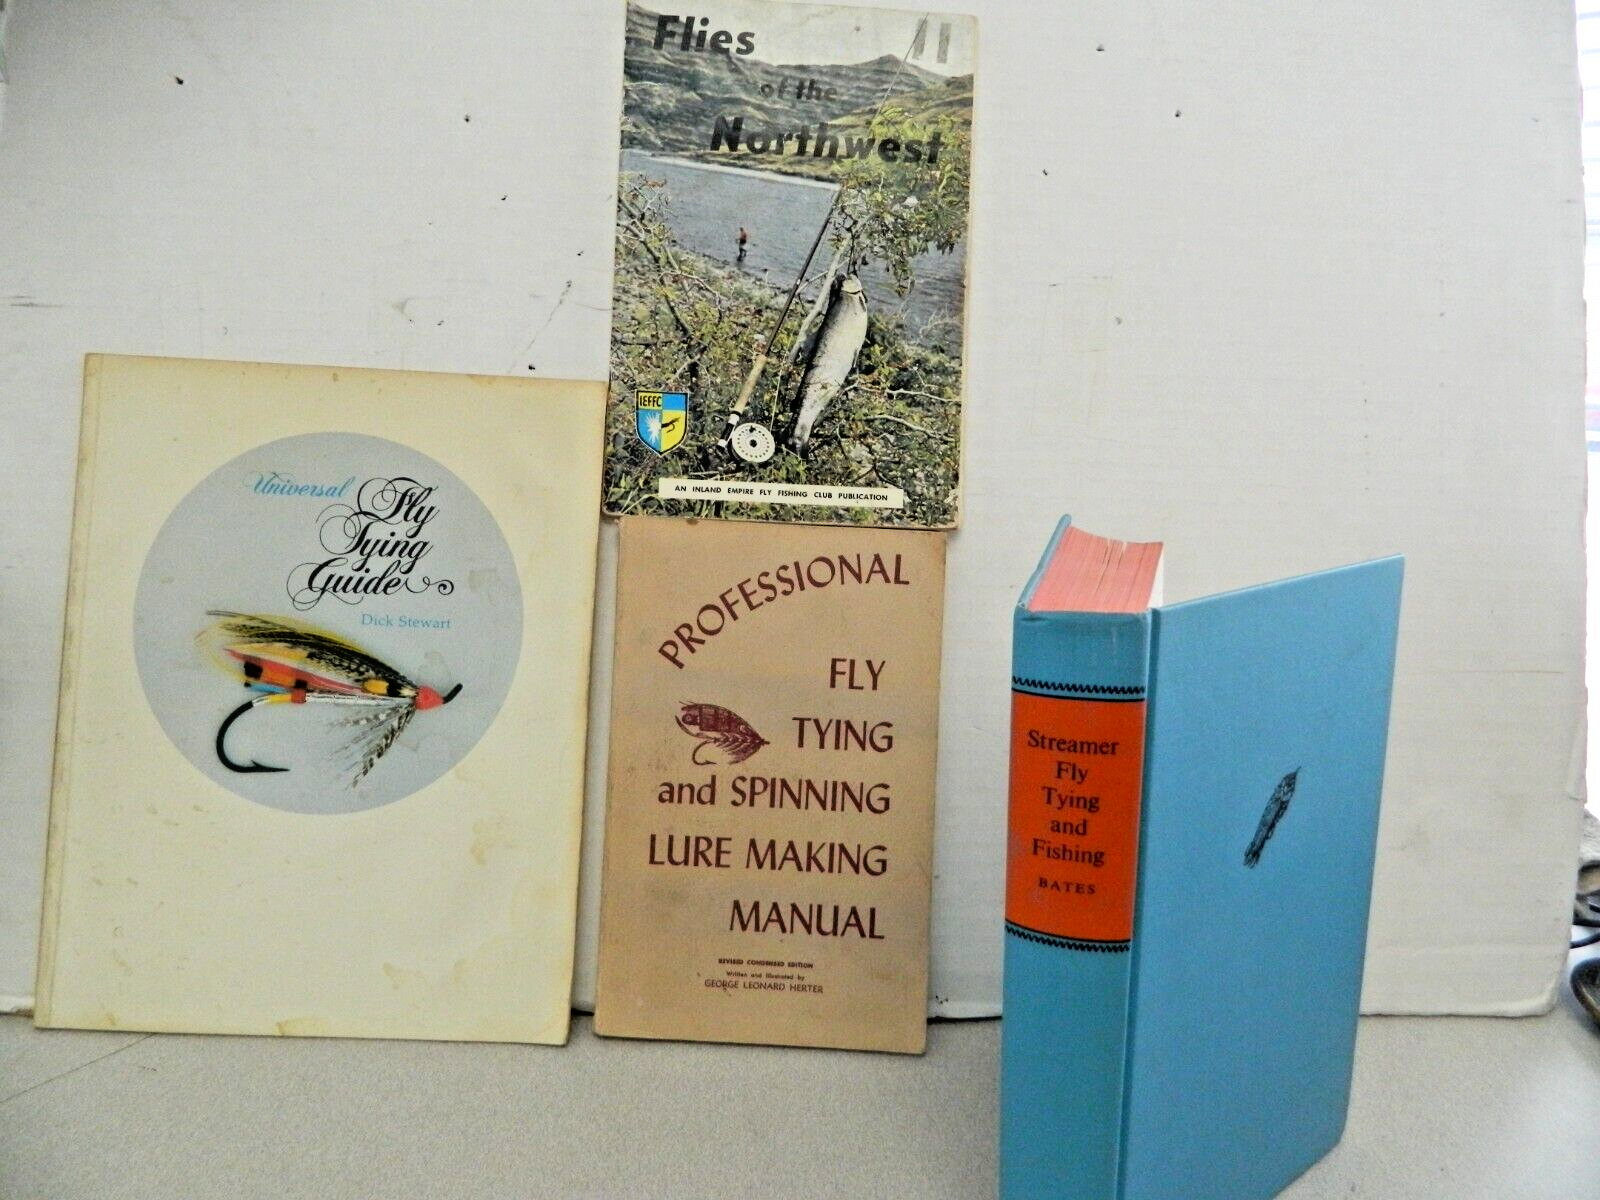 Flies
of the
Northwest
IEFFC
AN INLAND EMPIRE FLY FISHING CLUB PUBLICATION
Universal Fly
Tying
Guide
Dick Stewart
PROFESSIONAL
FLY
TYING
and SPINNING
LURE MAKING
MANUAL
REVISED CONDENSED EDITION
Written and Illustrated by
GEORGE LEONARD HERTER
Streamer
Fly
Tying
and
Fishing
BATES